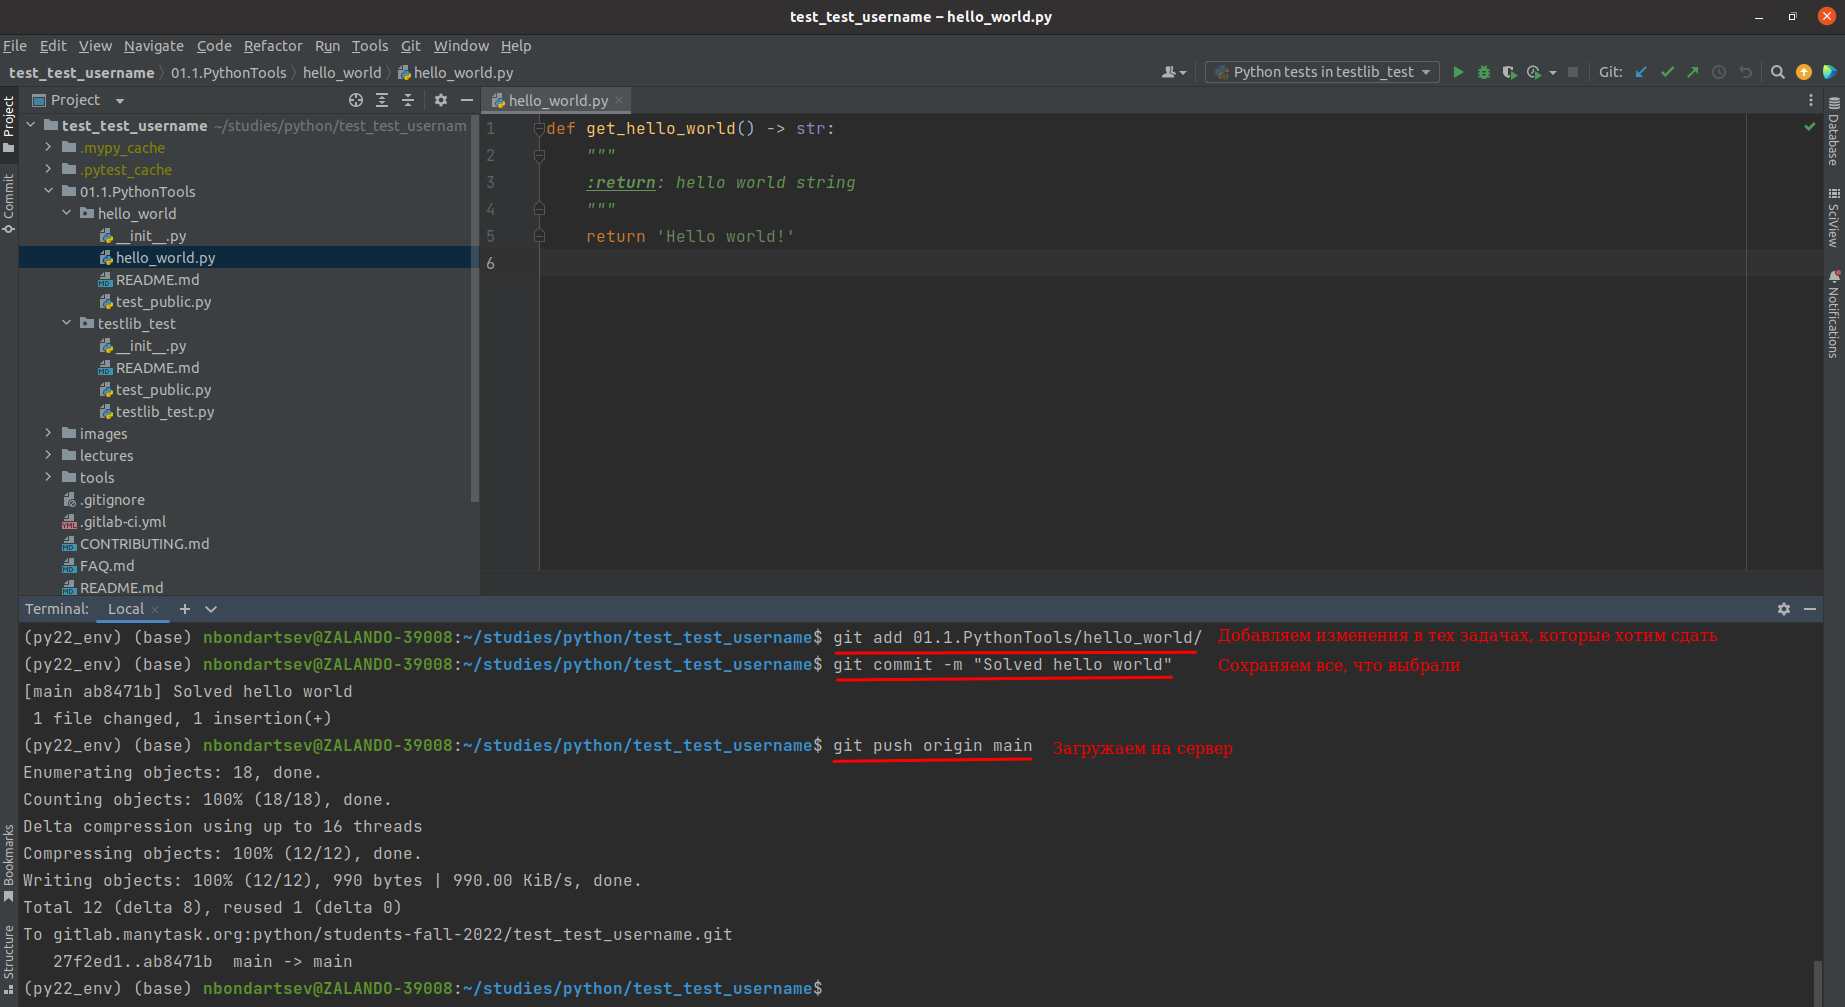 test_test_username – hello_world.py
File Edit View Navigate Code Refactor Run Tools Git Window Help
test_test_username 01.1.PythonTools hello_world hello_world.py
Python tests in testlib_test Git:
Project
hello_world.py
Project
Commit
Bookmarks
Structure
test_test_username ~/studies/python/test_test_usernam
.mypy_cache
.pytest_cache
01.1.PythonTools
hello_world
__init__.py
hello_world.py
README.md
test_public.py
testlib_test
__init__.py
README.md
test_public.py
testlib_test.py
images
lectures
tools
.gitignore
.gitlab-ci.yml
CONTRIBUTING.md
FAQ.md
README.md
1 def get_hello_world() -> str:
2 """
3 :return: hello world string
4 """
5 return 'Hello world!'
6
Database
SciView
Notifications
Terminal: Local
(py22_env) (base) nbondartsev@ZALANDO-39008:~/studies/python/test_test_username$ git add 01.1.PythonTools/hello_world/ Добавляем изменения в тех задачах, которые хотим сдать
(py22_env) (base) nbondartsev@ZALANDO-39008:~/studies/python/test_test_username$ git commit -m "Solved hello world" Сохраняем все, что выбрали
[main ab8471b] Solved hello world
1 file changed, 1 insertion(+)
(py22_env) (base) nbondartsev@ZALANDO-39008:~/studies/python/test_test_username$ git push origin main Загружаем на сервер
Enumerating objects: 18, done.
Counting objects: 100% (18/18), done.
Delta compression using up to 16 threads
Compressing objects: 100% (12/12), done.
Writing objects: 100% (12/12), 990 bytes | 990.00 KiB/s, done.
Total 12 (delta 8), reused 1 (delta 0)
To gitlab.manytask.org:python/students-fall-2022/test_test_username.git
27f2ed1..ab8471b main -> main
(py22_env) (base) nbondartsev@ZALANDO-39008:~/studies/python/test_test_username$